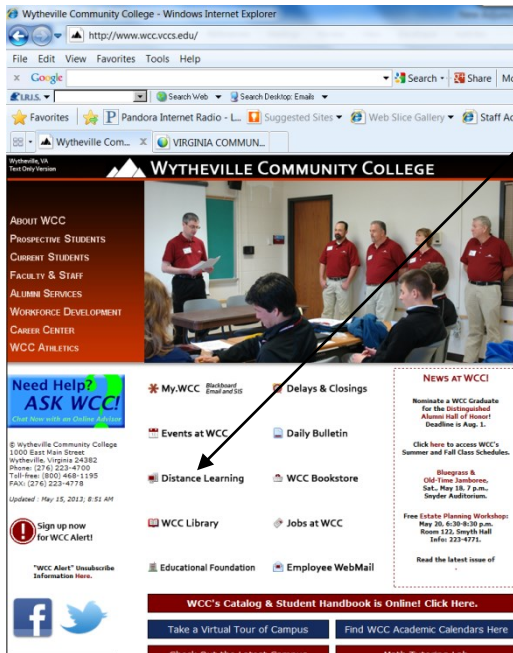 Wytheville Community College - Windows Internet Explorer
http://www.wcc.vccs.edu/
File Edit View Favorites Tools Help
x Google Search Share Mo
I.R.I.S. Search Web Search Desktop: Emails
Favorites Pandora Internet Radio - L... Suggested Sites Web Slice Gallery Staff Ac
Wytheville Com... X VIRGINIA COMMUN...
Wytheville, VA
Text Only Version
WYTHEVILLE COMMUNITY COLLEGE
ABOUT WCC
PROSPECTIVE STUDENTS
CURRENT STUDENTS
FACULTY & STAFF
ALUMNI SERVICES
WORKFORCE DEVELOPMENT
CAREER CENTER
WCC ATHLETICS
Need Help?
ASK WCC!
Chat Now with an Online Advisor
© Wytheville Community College
1000 East Main Street
Wytheville, Virginia 24382
Phone: (276) 223-4700
Toll-free: (800) 468-1195
FAX: (276) 223-4778
Updated : May 15, 2013; 8:51 AM
Sign up now
for WCC Alert!
"WCC Alert" Unsubscribe
Information Here.
My.WCC Blackboard Email and SIS
Delays & Closings
Events at WCC
Daily Bulletin
Distance Learning
WCC Bookstore
WCC Library
Jobs at WCC
Educational Foundation
Employee WebMail
NEWS AT WCC!
Nominate a WCC Graduate
for the Distinguished
Alumni Hall of Honor!
Deadline is Aug. 1.
Click here to access WCC's
Summer and Fall Class Schedules.
Bluegrass &
Old-Time Jamboree,
Sat., May 18, 7 p.m.,
Snyder Auditorium.
Free Estate Planning Workshop:
May 20, 6:30-8:30 p.m.
Room 122, Smyth Hall
Info: 223-4771.
Read the latest issue of
.
WCC's Catalog & Student Handbook is Online! Click Here.
Take a Virtual Tour of Campus
Find WCC Academic Calendars Here